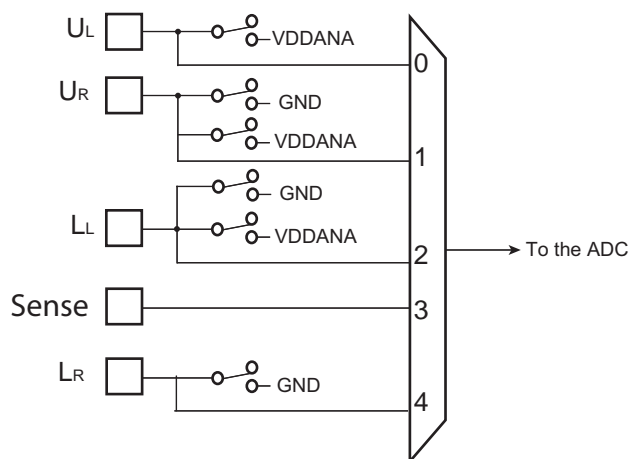 UL
VDDANA
0
UR
GND
VDDANA
1
GND
LL
VDDANA
2
To the ADC
Sense
3
LR
GND
4